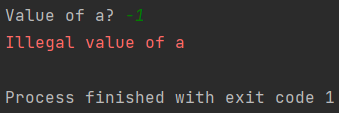 Value of a? -1
Illegal value of a
Process finished with exit code 1